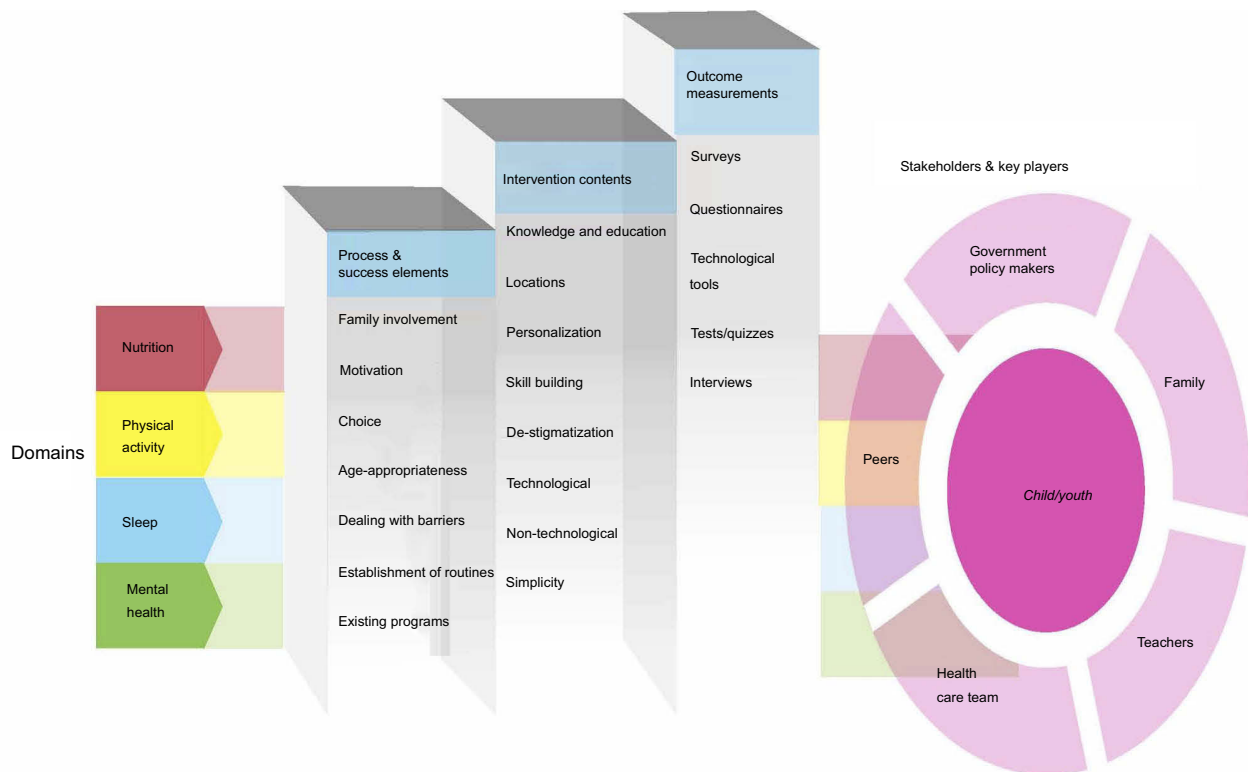 Domains
Nutrition
Physical
activity
Sleep
Mental
health
Process &
success elements
Family involvement
Motivation
Choice
Age-appropriateness
Dealing with barriers
Establishment of routines
Existing programs
Intervention contents
Knowledge and education
Locations
Personalization
Skill building
De-stigmatization
Technological
Non-technological
Simplicity
Outcome
measurements
Surveys
Questionnaires
Technological
tools
Tests/quizzes
Interviews
Stakeholders & key players
Government
policy makers
Family
Peers
Child/youth
Teachers
Health
care team